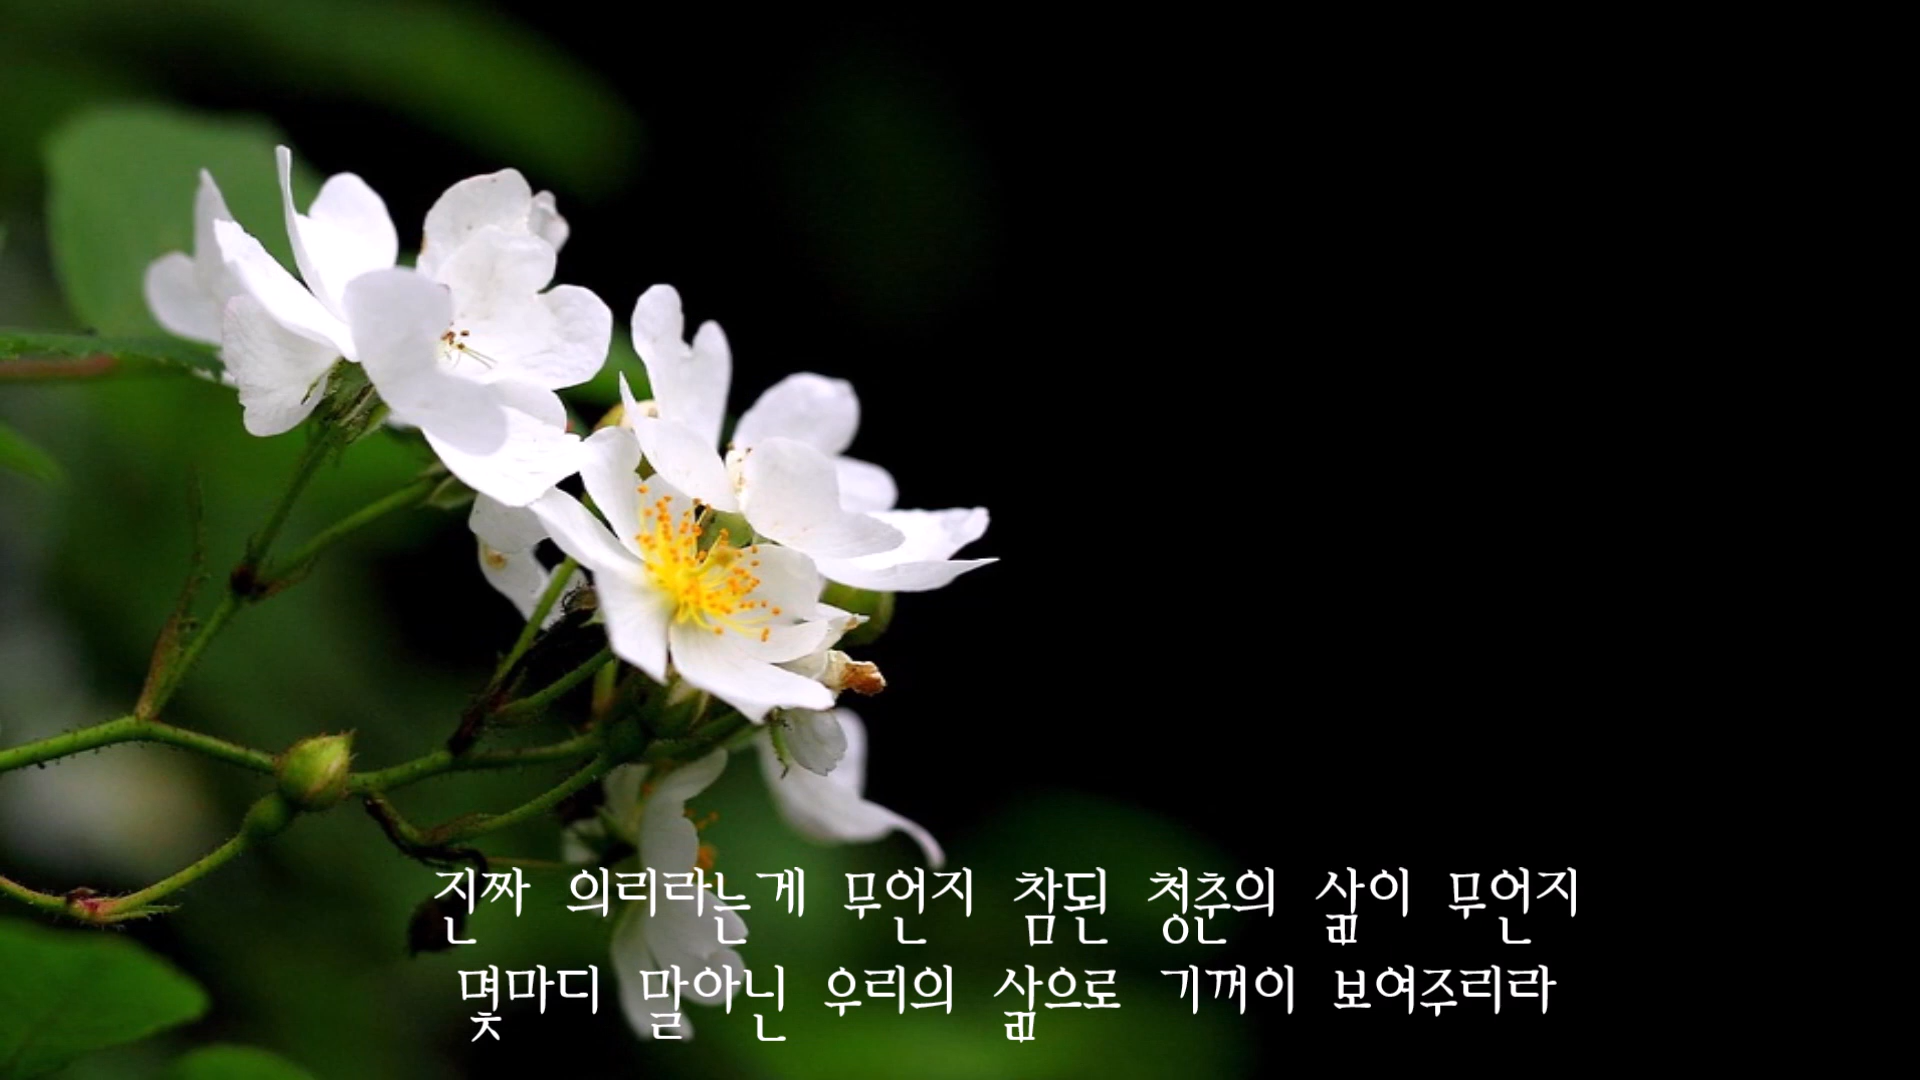 진짜 의리라는게 무언지 참된 청춘의 삶이 무언지
몇마디 말아닌 우리의 삶으로 기꺼이 보여주리라